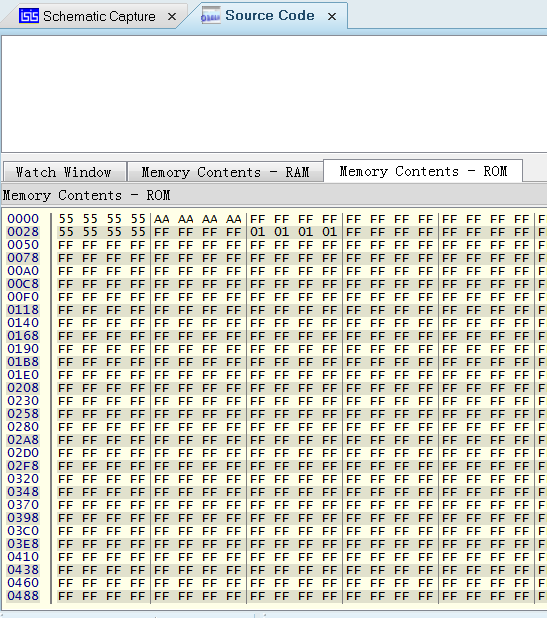 ISIS Schematic Capture × Source Code ×
Watch Window Memory Contents - RAM Memory Contents - ROM
Memory Contents - ROM
0000 55 55 55 55 AA AA AA AA FF FF FF FF FF FF FF FF FF FF FF FF F
0028 55 55 55 55 FF FF FF FF 01 01 01 01 FF FF FF FF FF FF FF FF F
0050 FF FF FF FF FF FF FF FF FF FF FF FF FF FF FF FF FF FF FF FF F
0078 FF FF FF FF FF FF FF FF FF FF FF FF FF FF FF FF FF FF FF FF F
00A0 FF FF FF FF FF FF FF FF FF FF FF FF FF FF FF FF FF FF FF FF F
00C8 FF FF FF FF FF FF FF FF FF FF FF FF FF FF FF FF FF FF FF FF F
00F0 FF FF FF FF FF FF FF FF FF FF FF FF FF FF FF FF FF FF FF FF F
0118 FF FF FF FF FF FF FF FF FF FF FF FF FF FF FF FF FF FF FF FF F
0140 FF FF FF FF FF FF FF FF FF FF FF FF FF FF FF FF FF FF FF FF F
0168 FF FF FF FF FF FF FF FF FF FF FF FF FF FF FF FF FF FF FF FF F
0190 FF FF FF FF FF FF FF FF FF FF FF FF FF FF FF FF FF FF FF FF F
01B8 FF FF FF FF FF FF FF FF FF FF FF FF FF FF FF FF FF FF FF FF F
01E0 FF FF FF FF FF FF FF FF FF FF FF FF FF FF FF FF FF FF FF FF F
0208 FF FF FF FF FF FF FF FF FF FF FF FF FF FF FF FF FF FF FF FF F
0230 FF FF FF FF FF FF FF FF FF FF FF FF FF FF FF FF FF FF FF FF F
0258 FF FF FF FF FF FF FF FF FF FF FF FF FF FF FF FF FF FF FF FF F
0280 FF FF FF FF FF FF FF FF FF FF FF FF FF FF FF FF FF FF FF FF F
02A8 FF FF FF FF FF FF FF FF FF FF FF FF FF FF FF FF FF FF FF FF F
02D0 FF FF FF FF FF FF FF FF FF FF FF FF FF FF FF FF FF FF FF FF F
02F8 FF FF FF FF FF FF FF FF FF FF FF FF FF FF FF FF FF FF FF FF F
0320 FF FF FF FF FF FF FF FF FF FF FF FF FF FF FF FF FF FF FF FF F
0348 FF FF FF FF FF FF FF FF FF FF FF FF FF FF FF FF FF FF FF FF F
0370 FF FF FF FF FF FF FF FF FF FF FF FF FF FF FF FF FF FF FF FF F
0398 FF FF FF FF FF FF FF FF FF FF FF FF FF FF FF FF FF FF FF FF F
03C0 FF FF FF FF FF FF FF FF FF FF FF FF FF FF FF FF FF FF FF FF F
03E8 FF FF FF FF FF FF FF FF FF FF FF FF FF FF FF FF FF FF FF FF F
0410 FF FF FF FF FF FF FF FF FF FF FF FF FF FF FF FF FF FF FF FF F
0438 FF FF FF FF FF FF FF FF FF FF FF FF FF FF FF FF FF FF FF FF F
0460 FF FF FF FF FF FF FF FF FF FF FF FF FF FF FF FF FF FF FF FF F
0488 FF FF FF FF FF FF FF FF FF FF FF FF FF FF FF FF FF FF FF FF F